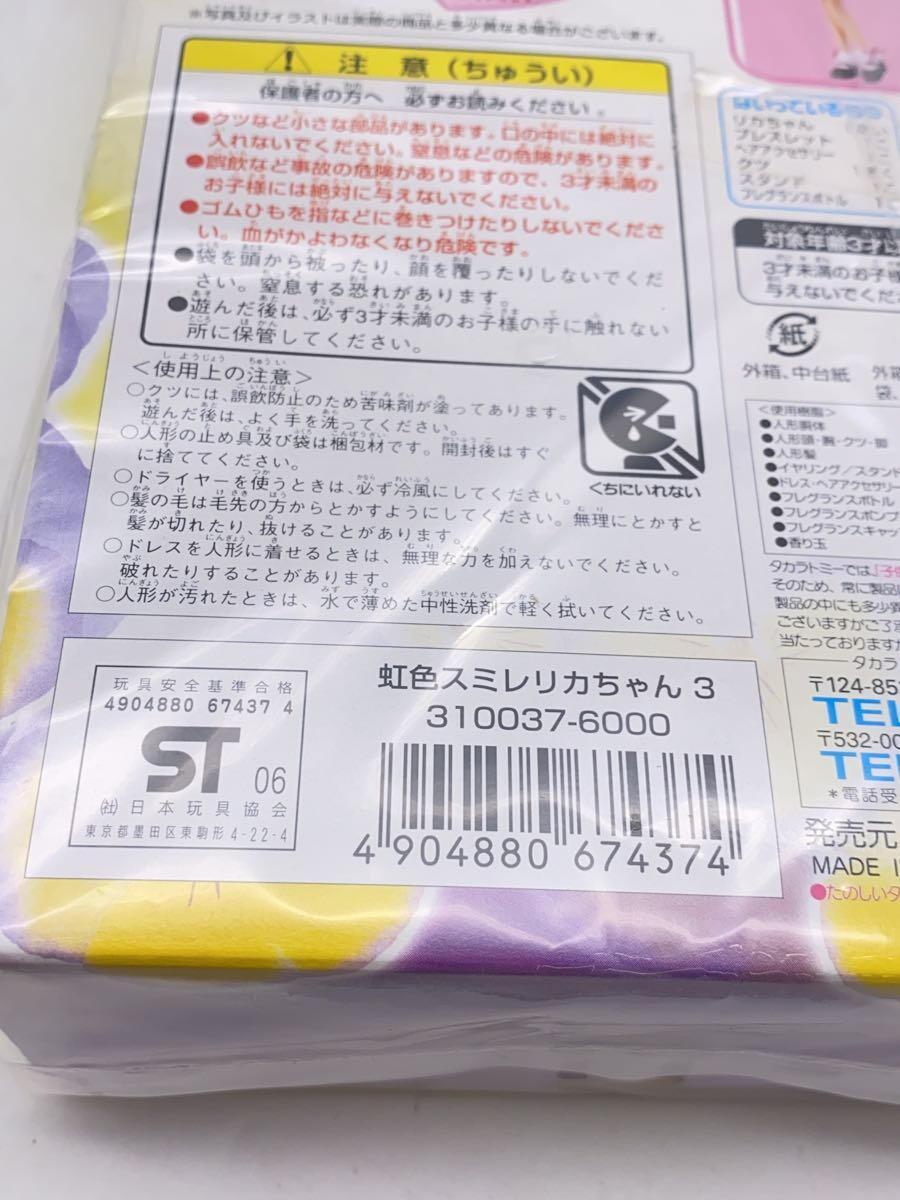 ※写真及びイラストは実際の商品と多少異なる場合がございます。
注 意（ちゅうい）
保護者の方へ 必ずお読みください。
●クツなど小さな部品があります。口の中には絶対に
入れないでください。窒息などの危険があります。
●誤飲など事故の危険がありますので、3才未満の
お子様には絶対に与えないでください。
●ゴムひもを指などに巻きつけたりしないでくださ
い。血がかよわなくなり危険です。
●袋を頭から被ったり、顔を覆ったりしないでくだ
さい。窒息する恐れがあります。
●遊んだ後は、必ず3才未満のお子様の手に触れない
所に保管してください。
<使用上の注意>
○クツには、誤飲防止のため苦味剤が塗ってあります。
遊んだ後は、よく手を洗ってください。
○人形の止め具及び袋は梱包材です。開封後はすぐ
に捨ててください。
○ドライヤーを使うときは、必ず冷風にしてください。
○髪の毛は毛先の方からとかすようにしてください。無理にとかすと
髪が切れたり、抜けることがあります。
○ドレスを人形に着せるときは、無理な力を加えないでください。
破れたりすることがあります。
○人形が汚れたときは、水で薄めた中性洗剤で軽く拭いてください。
くちにいれない
玩具安全基準合格
4904880 67437 4
ST 06
(社)日本玩具協会
東京都墨田区東駒形4-22-4
虹色スミレリカちゃん 3
310037-6000
4 904880 674374
はいっている
リカちゃん
ブレスレット
ヘアアクセサリー
クツ
スタンド
フレグランスボトル
対象年齢3才以
3才未満のお子様
与えないでくだ
紙
外箱、中台紙
外箱
袋、
<使用樹脂>
●人形胴体
●人形頭・腕・クツ・脚
●人形髪
●イヤリング/スタンド
●ドレス・ヘアアクセサリー
●フレグランスボトル
●フレグランスポンプ
●フレグランスキャッ
●香り玉
タカラトミーでは、「子供
そのため、常に製品
製品の中にも多少異
ございますがご了
当たっておりますが
タカラ
〒124-85
TEL
〒532-00
TEL
*電話受
発売元
MADE I
●たのしいタ